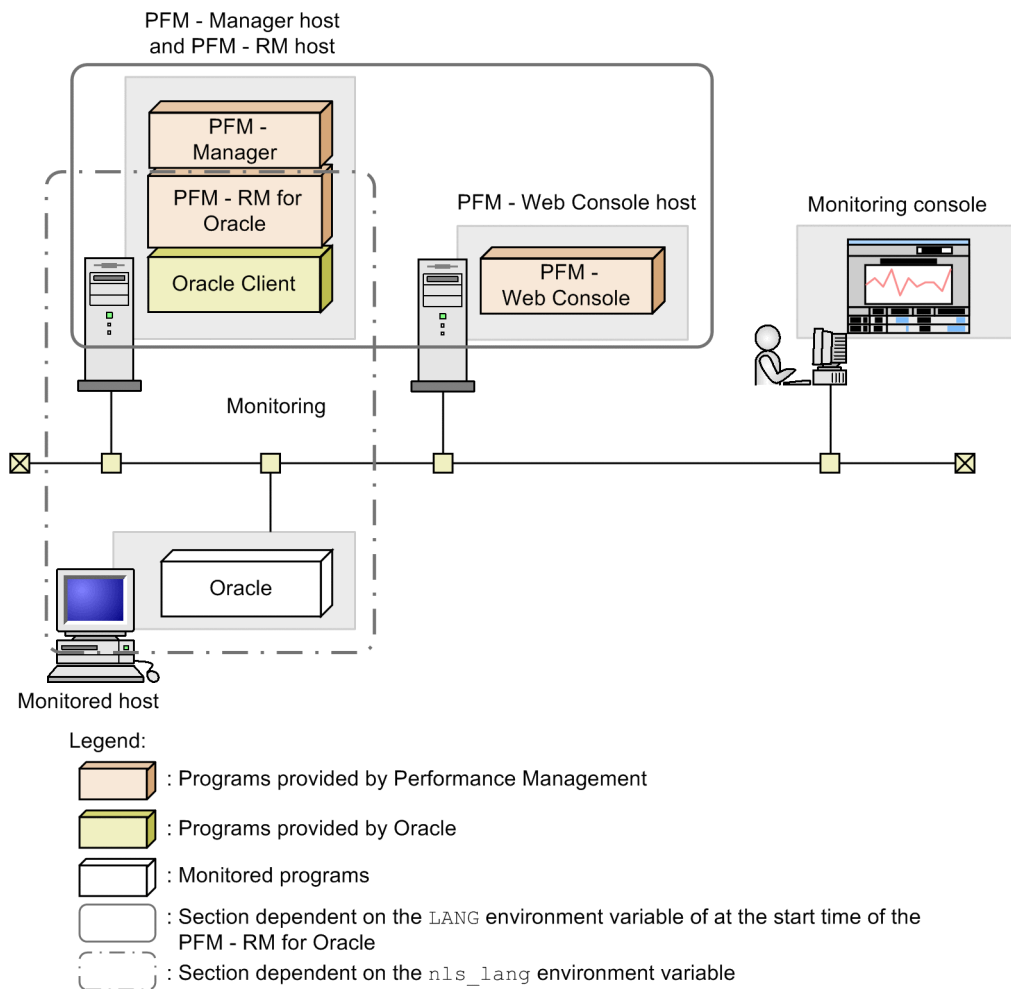 PFM - Manager host
and PFM - RM host
PFM -
Manager
PFM - RM for
Oracle
Oracle Client
PFM - Web Console host
PFM -
Web Console
Monitoring console
Monitoring
Oracle
Monitored host
Legend:
: Programs provided by Performance Management
: Programs provided by Oracle
: Monitored programs
: Section dependent on the LANG environment variable of at the start time of the
PFM - RM for Oracle
: Section dependent on the nls_lang environment variable